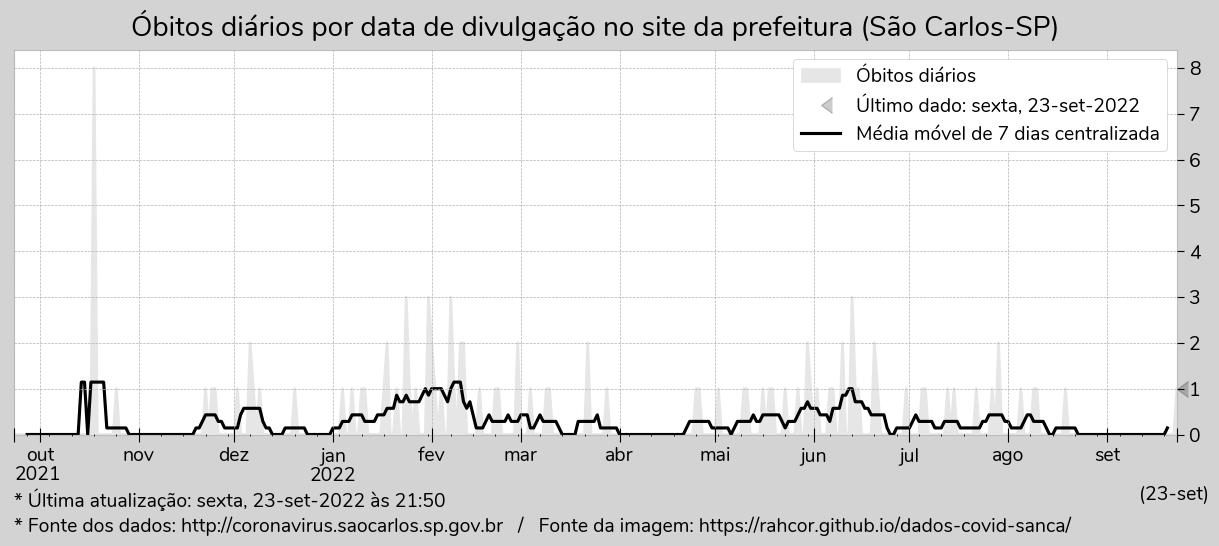 Óbitos diários por data de divulgação no site da prefeitura (São Carlos-SP)
Óbitos diários
Último dado: sexta, 23-set-2022
Média móvel de 7 dias centralizada
8
7
6
5
4
3
2
1
0
out nov dez jan fev mar abr mai jun jul ago set
2021 2022
(23-set)
* Última atualização: sexta, 23-set-2022 às 21:50
* Fonte dos dados: http://coronavirus.saocarlos.sp.gov.br / Fonte da imagem: https://rahcor.github.io/dados-covid-sanca/